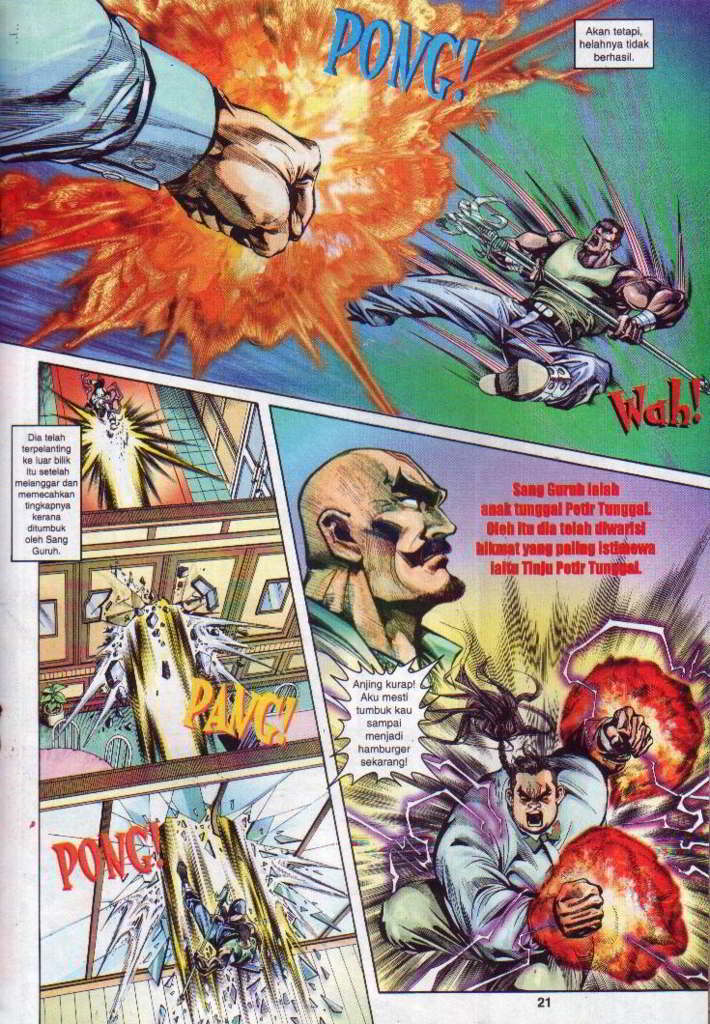 PONG!
Akan tetapi,
helahnya tidak
berhasil.
Wah!
Dia telah
terpelanting
ke luar bilik
itu setelah
melanggar dan
memecahkan
tingkapnya
kerana
ditumbuk
oleh Sang
Guruh.
PANG!
PONG!
Sang Guruh ialah
anak tunggal Petir Tunggal.
Oleh itu dia telah diwarisi
hikmat yang paling istimewa
iaitu Tinju Petir Tunggal.
Anjing kurap!
Aku mesti
tumbuk kau
sampai
menjadi
hamburger
sekarang!
21